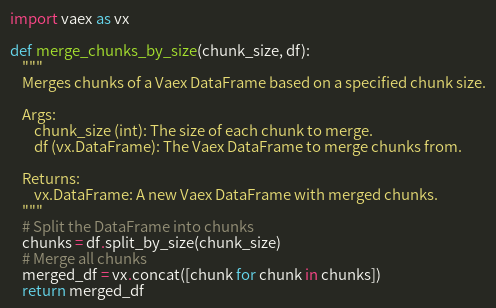 import vaex as vx

def merge_chunks_by_size(chunk_size, df):
    """
    Merges chunks of a Vaex DataFrame based on a specified chunk size.

    Args:
        chunk_size (int): The size of each chunk to merge.
        df (vx.DataFrame): The Vaex DataFrame to merge chunks from.

    Returns:
        vx.DataFrame: A new Vaex DataFrame with merged chunks.
    """
    # Split the DataFrame into chunks
    chunks = df.split_by_size(chunk_size)
    # Merge all chunks
    merged_df = vx.concat([chunk for chunk in chunks])
    return merged_df